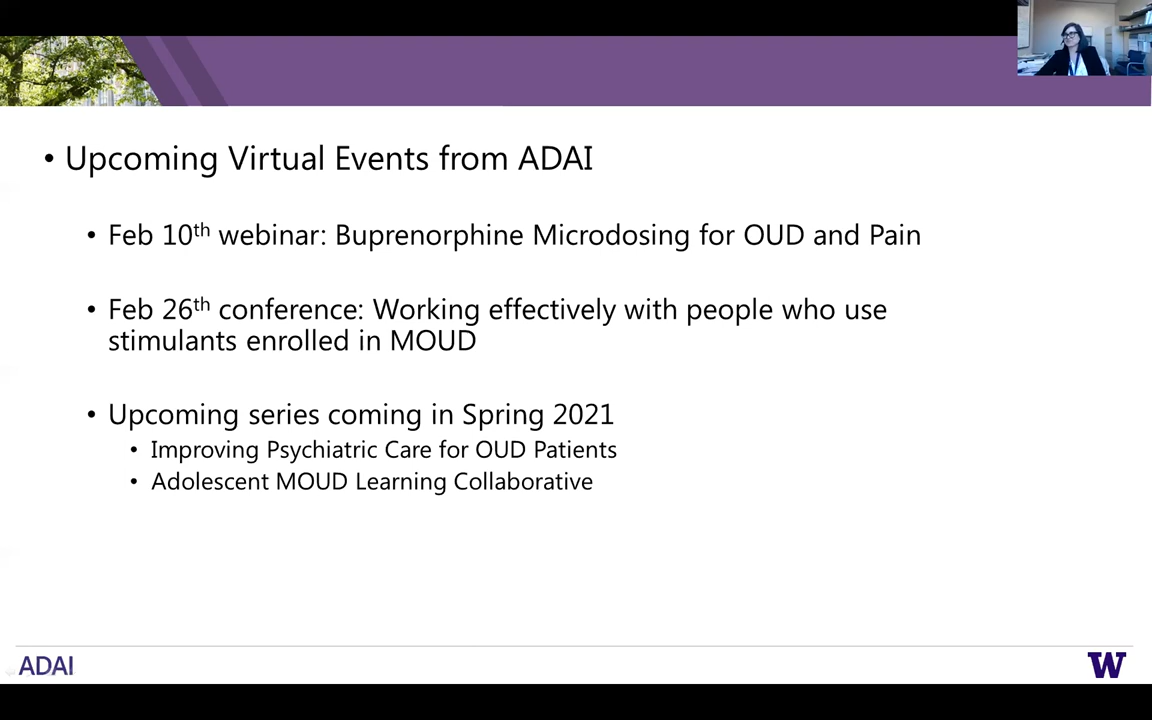 • Upcoming Virtual Events from ADAI
• Feb 10th webinar: Buprenorphine Microdosing for OUD and Pain
• Feb 26th conference: Working effectively with people who use
stimulants enrolled in MOUD
• Upcoming series coming in Spring 2021
• Improving Psychiatric Care for OUD Patients
• Adolescent MOUD Learning Collaborative
ADAI
W